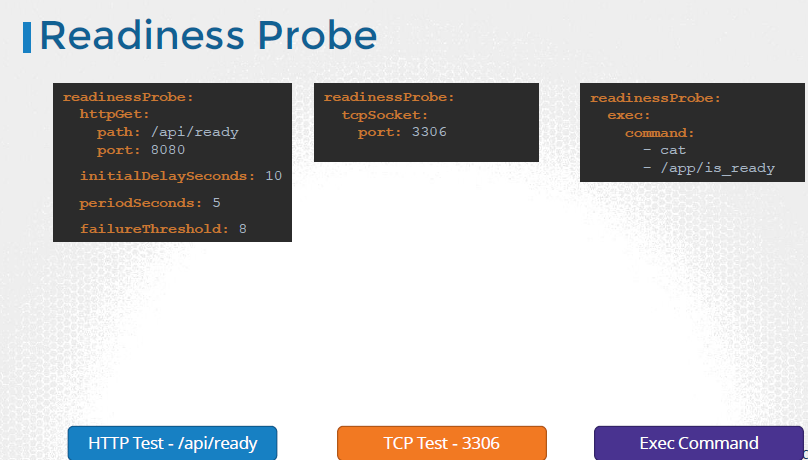 Readiness Probe
readinessProbe:
httpGet:
path: /api/ready
port: 8080
initialDelaySeconds: 10
periodSeconds: 5
failureThreshold: 8
readinessProbe:
tcpSocket:
port: 3306
readinessProbe:
exec:
command:
- cat
- /app/is_ready
HTTP Test - /api/ready
TCP Test - 3306
Exec Command